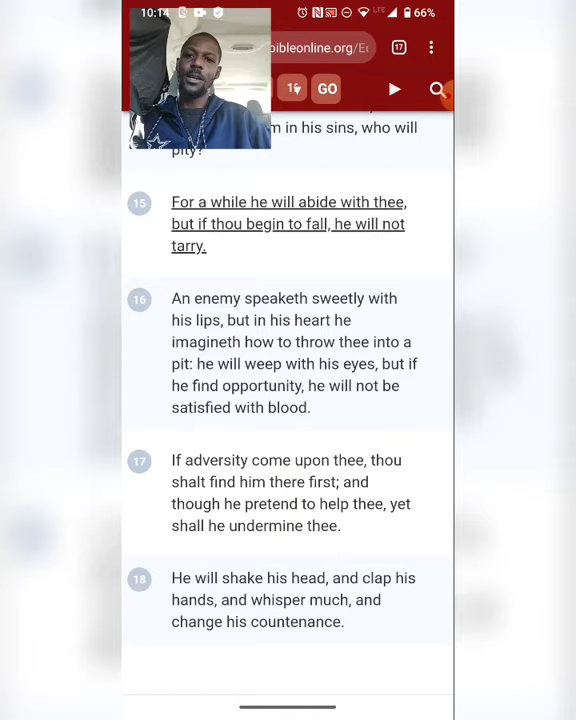 10:14
LTE
66%
bibleonline.org/Ec
17
GO
m in his sins, who will
pity?
15
For a while he will abide with thee,
but if thou begin to fall, he will not
tarry.
16
An enemy speaketh sweetly with
his lips, but in his heart he
imagineth how to throw thee into a
pit: he will weep with his eyes, but if
he find opportunity, he will not be
satisfied with blood.
17
If adversity come upon thee, thou
shalt find him there first; and
though he pretend to help thee, yet
shall he undermine thee.
18
He will shake his head, and clap his
hands, and whisper much, and
change his countenance.